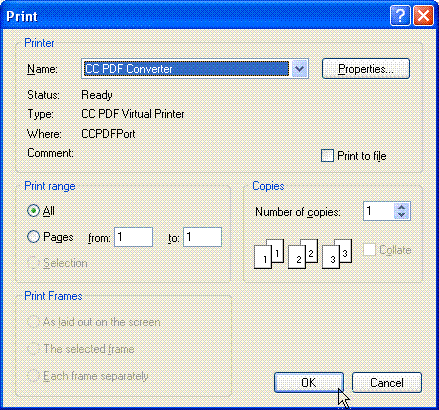 Print
Printer
Name: CC PDF Converter Properties...
Status: Ready
Type: CC PDF Virtual Printer
Where: CCPDFPort
Comment: Print to file
Print range
All
Pages from: 1 to: 1
Selection
Copies
Number of copies: 1
1 1 2 2 3 3 Collate
Print Frames
As laid out on the screen
The selected frame
Each frame separately
OK Cancel